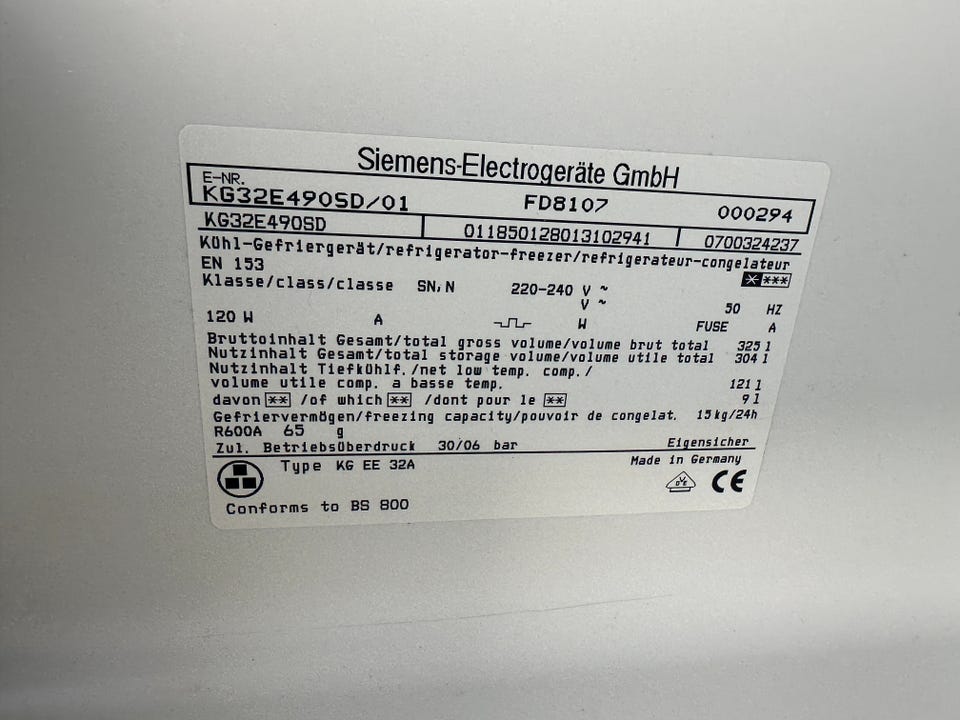 Siemens-Electrogeräte GmbH
E-NR.
KG32E490SD/01 FD8107 000294
KG32E490SD 011850128013102941 0700324237
Kühl-Gefriergerät/refrigerator-freezer/refrigerateur-congelateur
EN 153 ****
Klasse/class/classe SN,N 220-240 V ~
V ~ 50 HZ
120 W A W FUSE A
Bruttoinhalt Gesamt/total gross volume/volume brut total 325 l
Nutzinhalt Gesamt/total storage volume/volume utile total 304 l
Nutzinhalt Tiefkühlf./net low temp. comp./
volume utile comp. a basse temp. 121 l
davon ** /of which ** /dont pour le ** 9 l
Gefriervermögen/freezing capacity/pouvoir de congelat. 15kg/24h
R600A 65 g
Zul. Betriebsüberdruck 30/06 bar Eigensicher
Type KG EE 32A Made in Germany
DVE CE
Conforms to BS 800